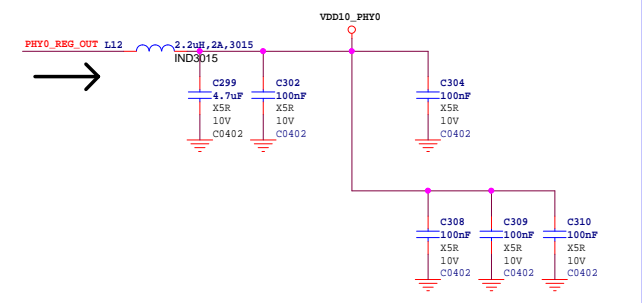 VDD10_PHY0
PHY0_REG_OUT L12 2.2uH,2A,3015
IND3015
C299
4.7uF
X5R
10V
C0402
C302
100nF
X5R
10V
C0402
C304
100nF
X5R
10V
C0402
C308
100nF
X5R
10V
C0402
C309
100nF
X5R
10V
C0402
C310
100nF
X5R
10V
C0402